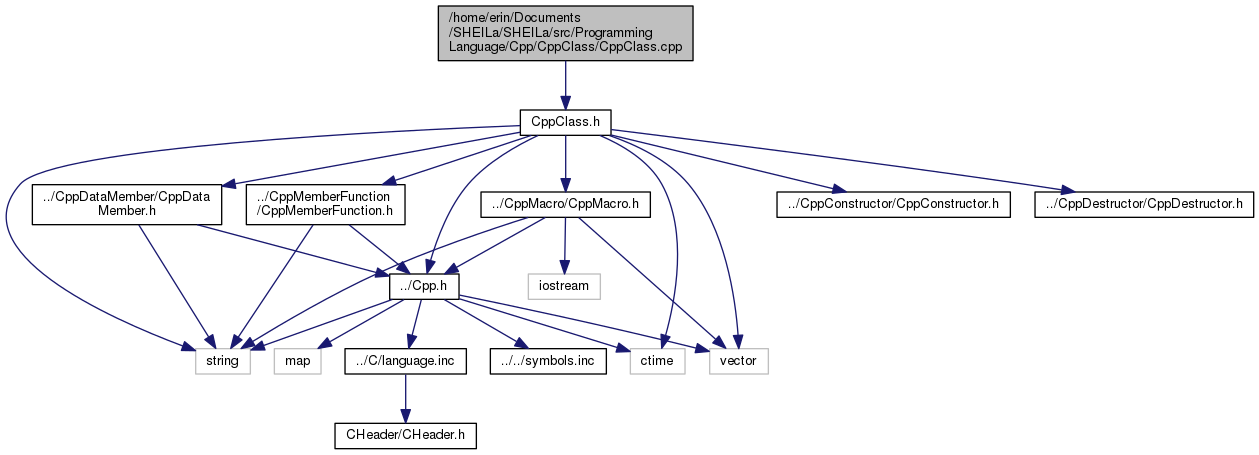 /home/erin/Documents
/SHEILa/SHEILa/src/Programming
Language/Cpp/CppClass/CppClass.cpp
CppClass.h
../CppDataMember/CppData
Member.h
../CppMemberFunction
/CppMemberFunction.h
../CppMacro/CppMacro.h
../CppConstructor/CppConstructor.h
../CppDestructor/CppDestructor.h
../Cpp.h
iostream
string
map
../C/language.inc
../../symbols.inc
ctime
vector
CHeader/CHeader.h